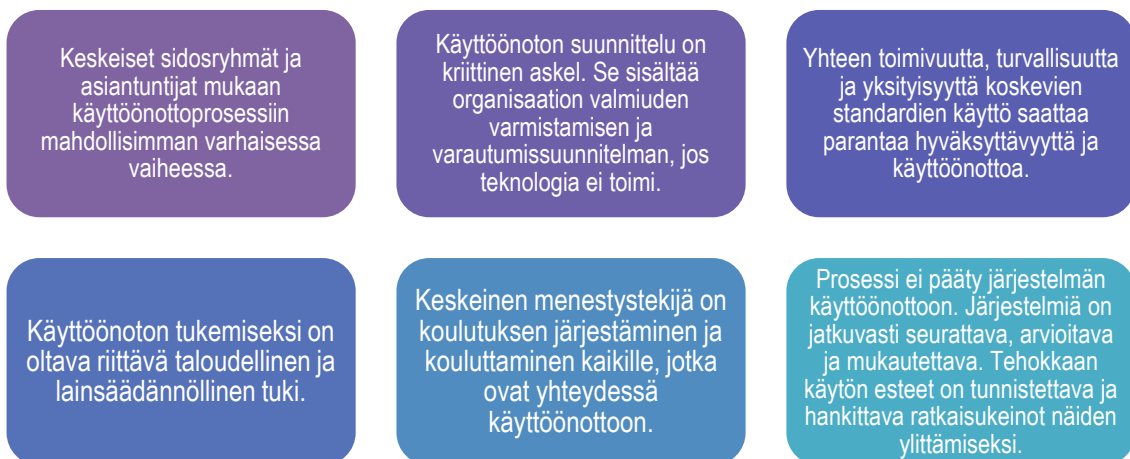 Keskeiset sidosryhmät ja
asiantuntijat mukaan
käyttöönottoprosessiin
mahdollisimman varhaisessa
vaiheessa.
Käyttöönoton suunnittelu on
kriittinen askel. Se sisältää
organisaation valmiuden
varmistamisen ja
varautumissuunnitelman, jos
teknologia ei toimi.
Yhteen toimivuutta, turvallisuutta
ja yksityisyyttä koskevien
standardien käyttö saattaa
parantaa hyväksyttävyyttä ja
käyttöönottoa.
Käyttöönoton tukemiseksi on
oltava riittävä taloudellinen ja
lainsäädännöllinen tuki.
Keskeinen menestystekijä on
koulutuksen järjestäminen ja
kouluttaminen kaikille, jotka
ovat yhteydessä
käyttöönottoon.
Prosessi ei pääty järjestelmän
käyttöönottoon. Järjestelmiä on
jatkuvasti seurattava, arvioitava
ja mukautettava. Tehokkaan
käytön esteet on tunnistettava ja
hankittava ratkaisukeinot näiden
ylittämiseksi.